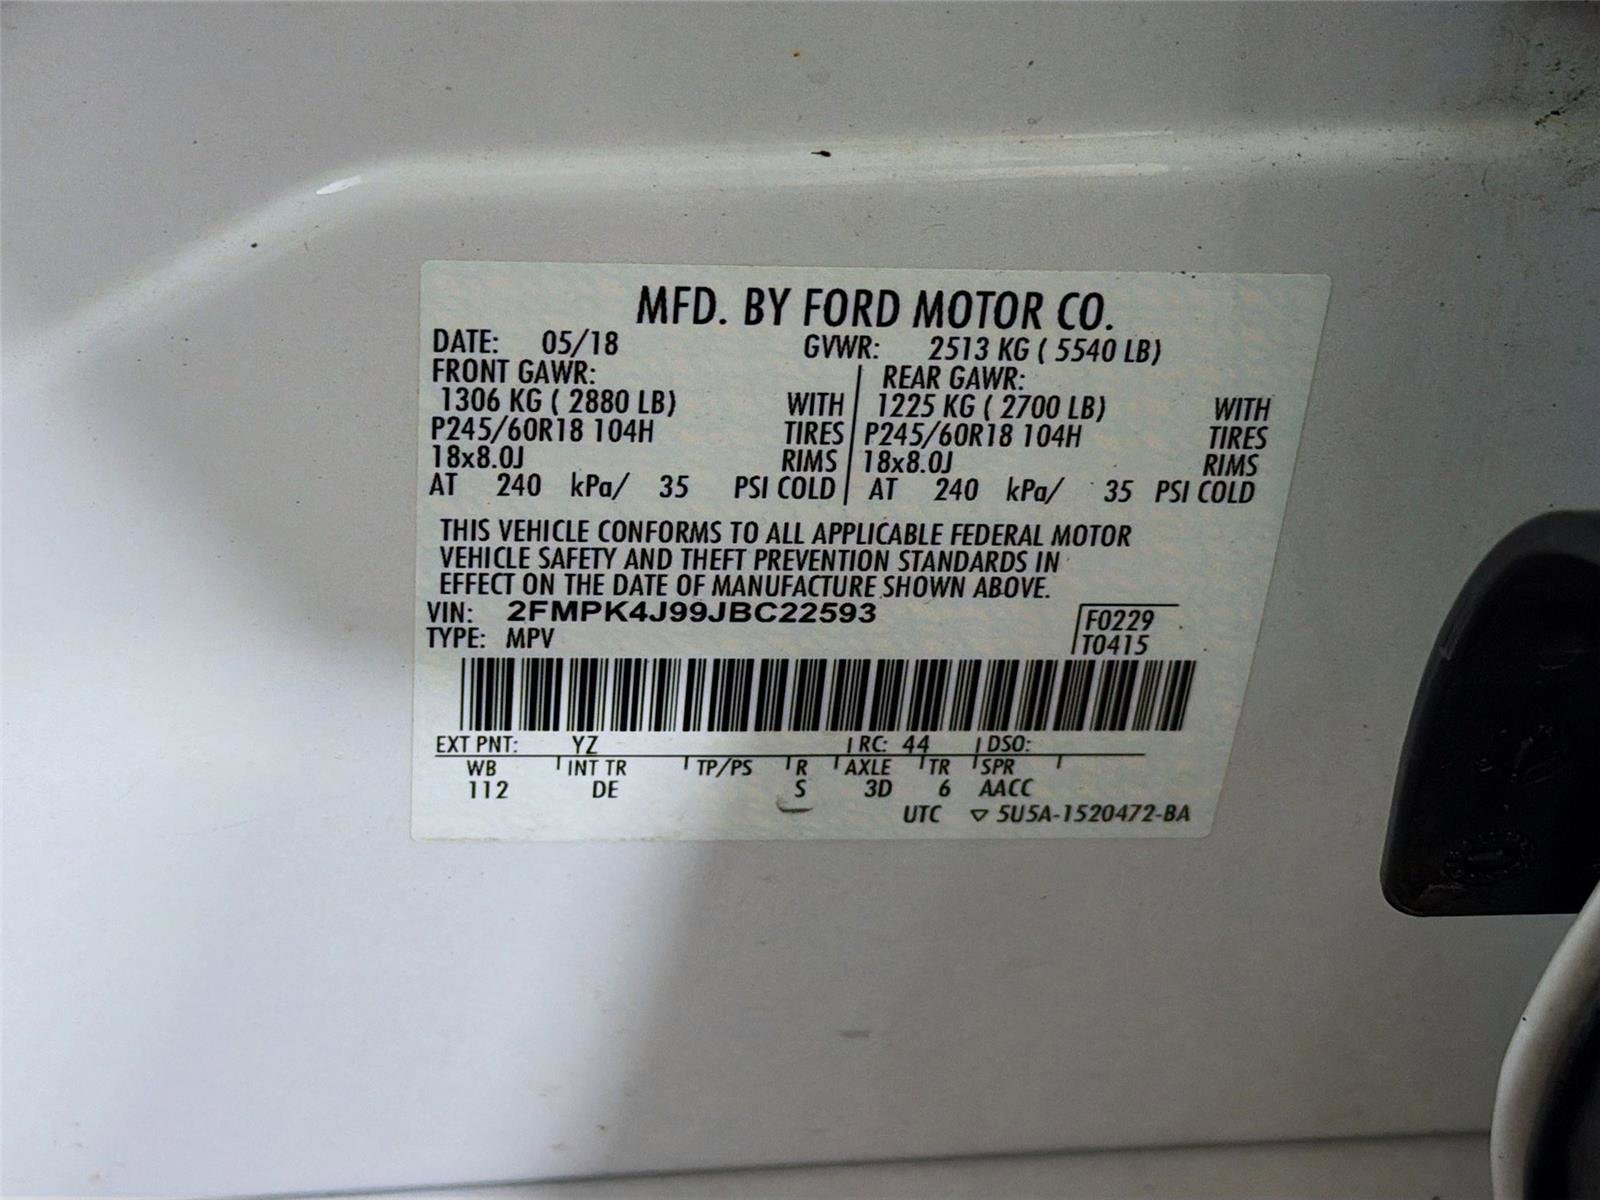 MFD. BY FORD MOTOR CO.
DATE: 05/18 GVWR: 2513 KG ( 5540 LB)
FRONT GAWR: REAR GAWR:
1306 KG ( 2880 LB) WITH 1225 KG ( 2700 LB) WITH
P245/60R18 104H TIRES P245/60R18 104H TIRES
18x8.0J RIMS 18x8.0J RIMS
AT 240 kPa/ 35 PSI COLD AT 240 kPa/ 35 PSI COLD
THIS VEHICLE CONFORMS TO ALL APPLICABLE FEDERAL MOTOR
VEHICLE SAFETY AND THEFT PREVENTION STANDARDS IN
EFFECT ON THE DATE OF MANUFACTURE SHOWN ABOVE.
VIN: 2FMPK4J99JBC22593 F0229
TYPE: MPV T0415
EXT PNT: YZ RC: 44 DSO:
WB INT TR TP/PS R AXLE TR SPR
112 DE S 3D 6 AACC
UTC ▽ 5U5A-1520472-BA